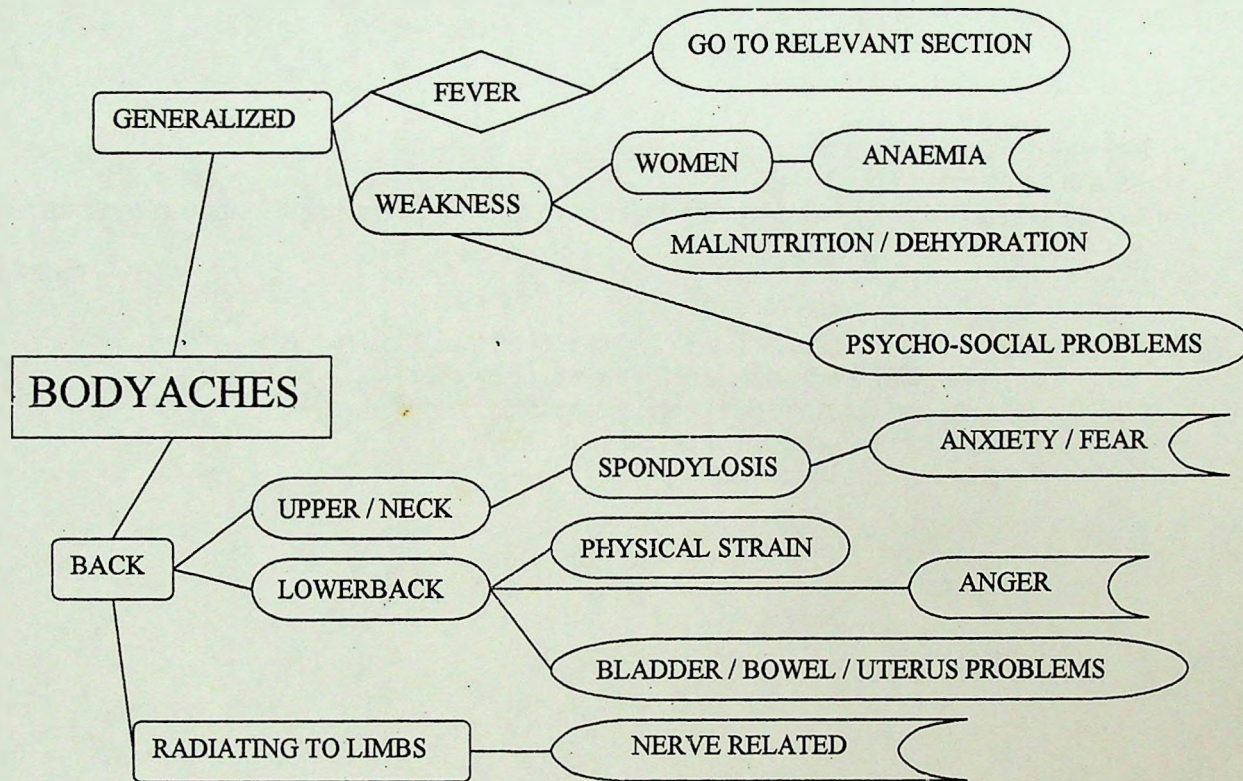 GO TO RELEVANT SECTION
FEVER
GENERALIZED
WOMEN
ANAEMIA
WEAKNESS
MALNUTRITION / DEHYDRATION
PSYCHO-SOCIAL PROBLEMS
BODYACHES
ANXIETY / FEAR
SPONDYLOSIS
UPPER / NECK
PHYSICAL STRAIN
BACK
LOWERBACK
ANGER
BLADDER / BOWEL / UTERUS PROBLEMS
RADIATING TO LIMBS
NERVE RELATED